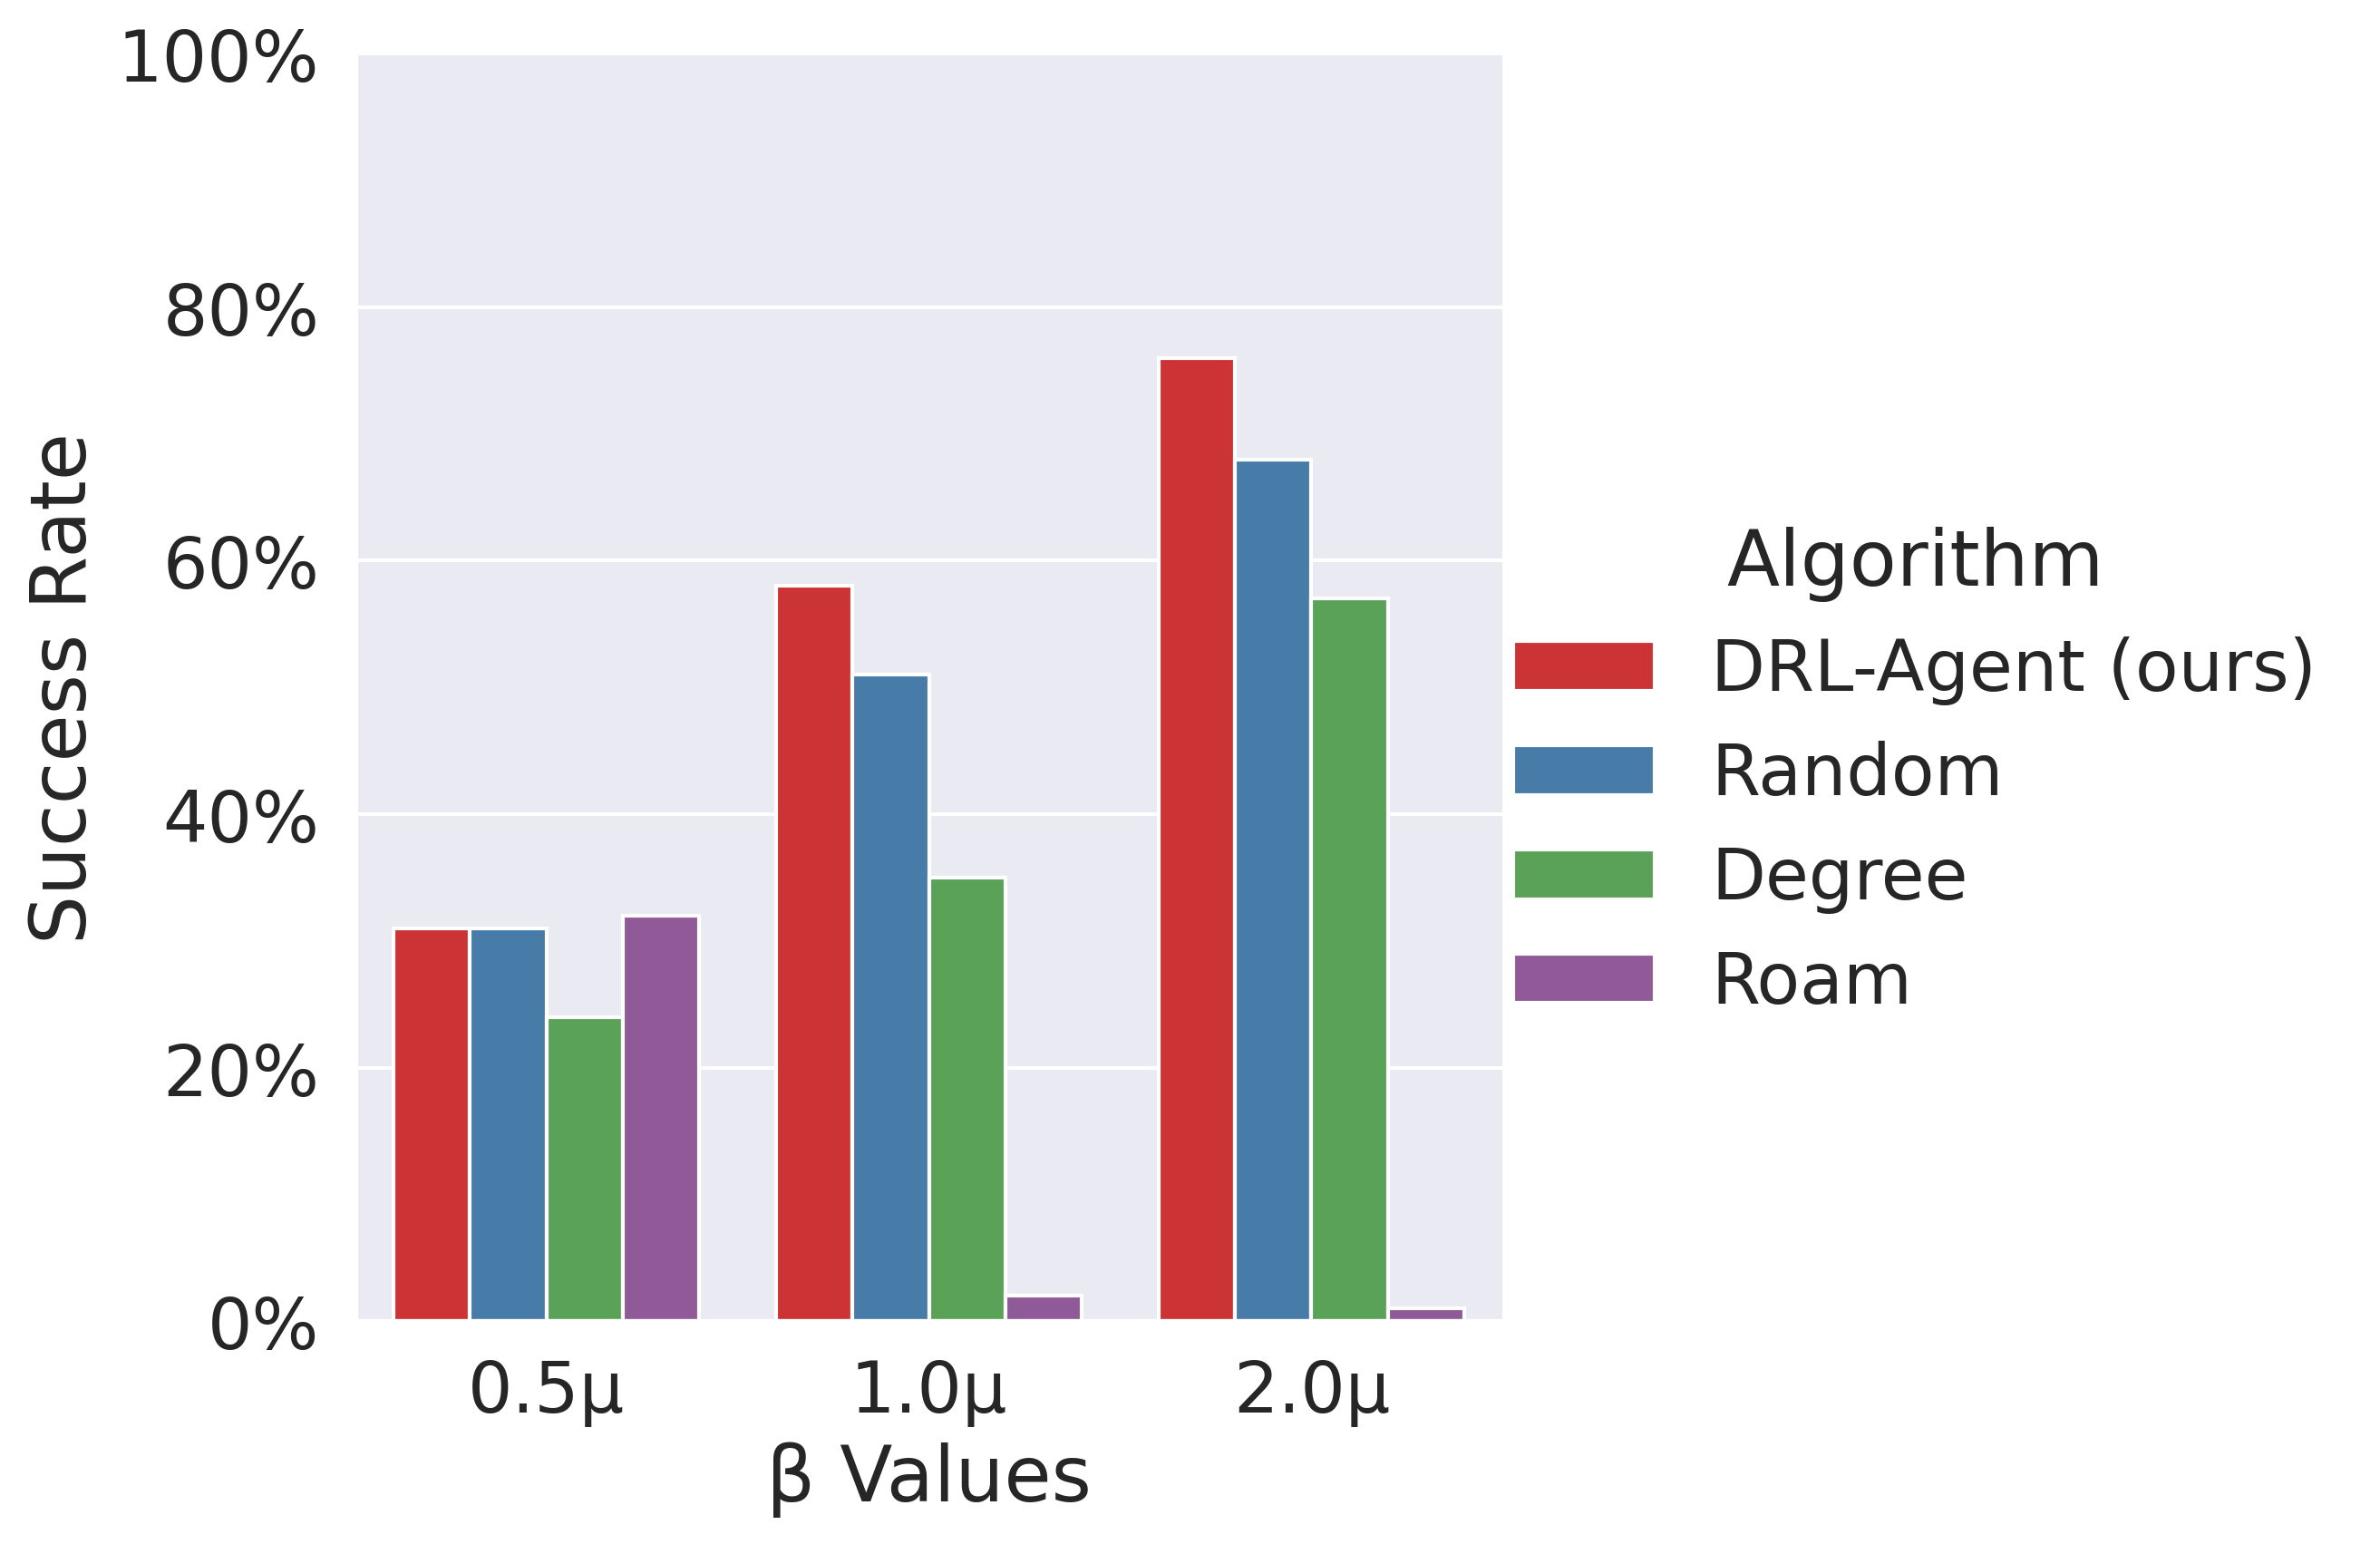 100%
80%
60%
40%
20%
0%
Success Rate
0.5µ 1.0µ 2.0µ
β Values
Algorithm
DRL-Agent (ours)
Random
Degree
Roam